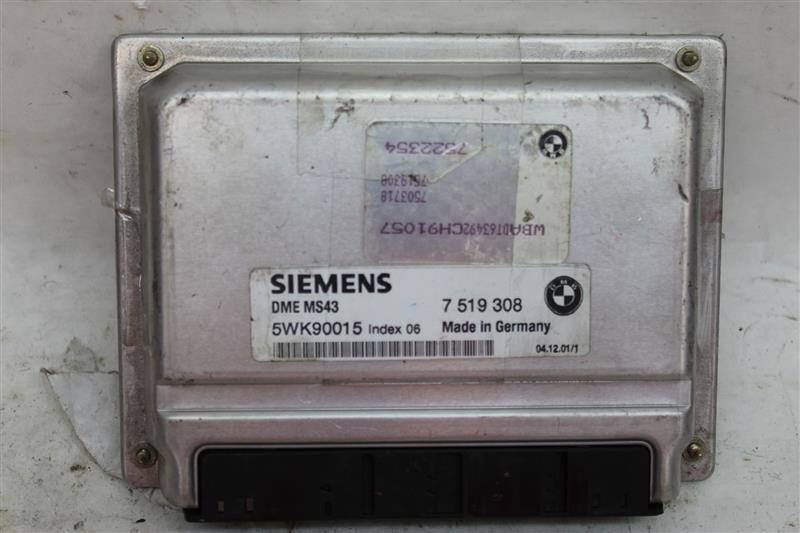 7522354
7519308
7503718
WBADT63492CH91057
SIEMENS
DME MS43
7 519 308
BMW
5WK90015 Index 06
Made in Germany
04.12.01/1